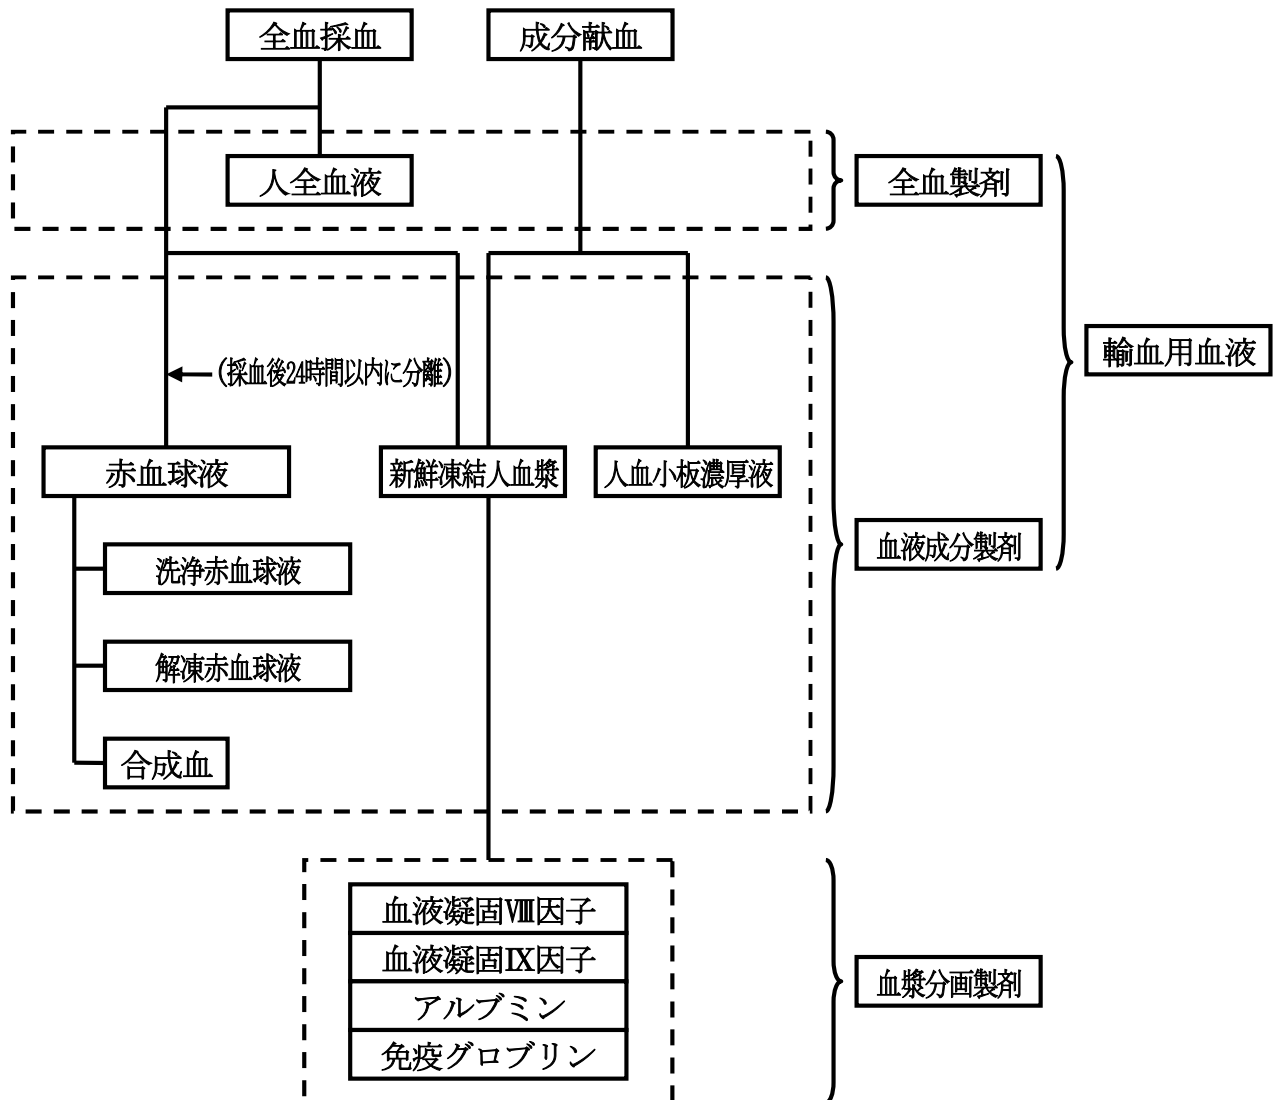 全血採血
成分献血
人全血液
全血製剤
輸血用血液
(採血後24時間以内に分離)
赤血球液
新鮮凍結人血漿
人血小板濃厚液
血液成分製剤
洗浄赤血球液
解凍赤血球液
合成血
血液凝固Ⅷ因子
血液凝固Ⅸ因子
アルブミン
免疫グロブリン
血漿分画製剤